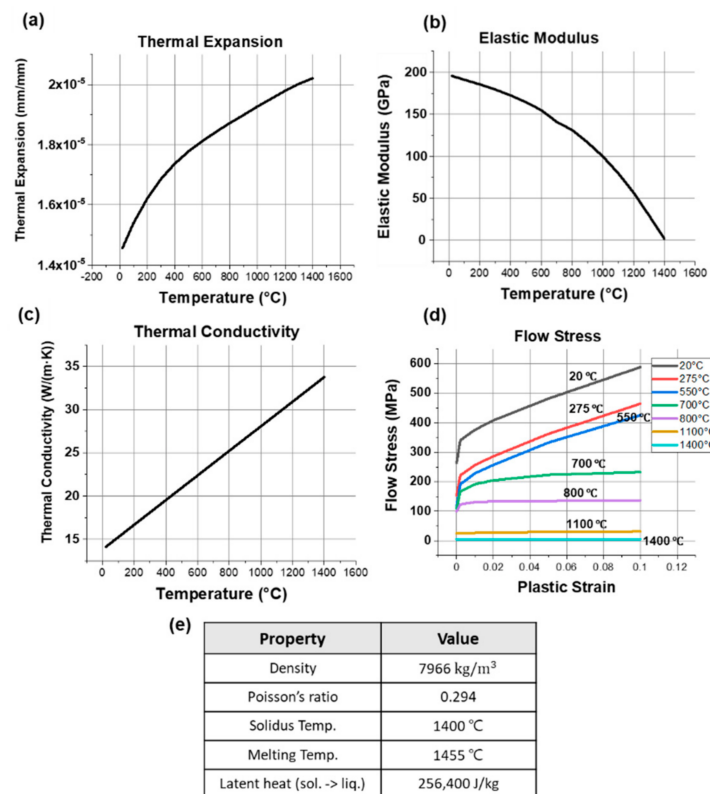 (a)
Thermal Expansion
Thermal Expansion (mm/mm)
2x10⁻⁵
1.8x10⁻⁵
1.6x10⁻⁵
1.4x10⁻⁵
-200 0 200 400 600 800 1000 1200 1400 1600
Temperature (°C)
(b)
Elastic Modulus
Elastic Modulus (GPa)
200
150
100
50
0
0 200 400 600 800 1000 1200 1400 1600
Temperature (°C)
(c)
Thermal Conductivity
Thermal Conductivity (W/(m·K))
35
30
25
20
15
0 200 400 600 800 1000 1200 1400 1600
Temperature (°C)
(d)
Flow Stress
Flow Stress (MPa)
600
500
400
300
200
100
0
20 ℃
275 ℃
550℃
700 ℃
800 ℃
1100 ℃
1400 ℃
20°C
275°C
550°C
700°C
800°C
1100°C
1400°C
0 0.02 0.04 0.06 0.08 0.1 0.12
Plastic Strain
(e)
Property Value
Density 7966 kg/m³
Poisson's ratio 0.294
Solidus Temp. 1400 ℃
Melting Temp. 1455 ℃
Latent heat (sol. -> liq.) 256,400 J/kg